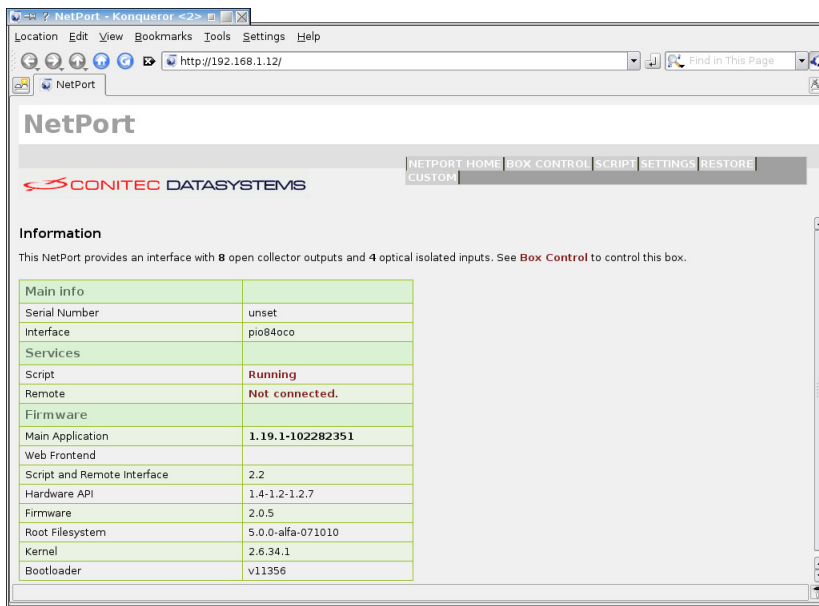 NetPort - Konqueror <2>
Location Edit View Bookmarks Tools Settings Help
http://192.168.1.12/ Find in This Page
NetPort
NetPort
NETPORT HOME BOX CONTROL SCRIPT SETTINGS RESTORE
CUSTOM
CONITEC DATASYSTEMS
Information
This NetPort provides an interface with 8 open collector outputs and 4 optical isolated inputs. See Box Control to control this box.
Main info
Serial Number unset
Interface pio84oco
Services
Script Running
Remote Not connected.
Firmware
Main Application 1.19.1-102282351
Web Frontend
Script and Remote Interface 2.2
Hardware API 1.4-1.2-1.2.7
Firmware 2.0.5
Root Filesystem 5.0.0-alfa-071010
Kernel 2.6.34.1
Bootloader v11356